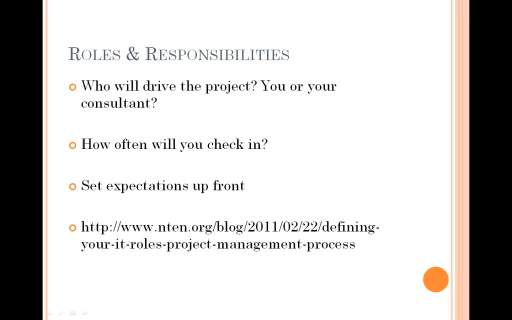 Roles & Responsibilities
Who will drive the project? You or your
consultant?
How often will you check in?
Set expectations up front
http://www.nten.org/blog/2011/02/22/defining-
your-it-roles-project-management-process